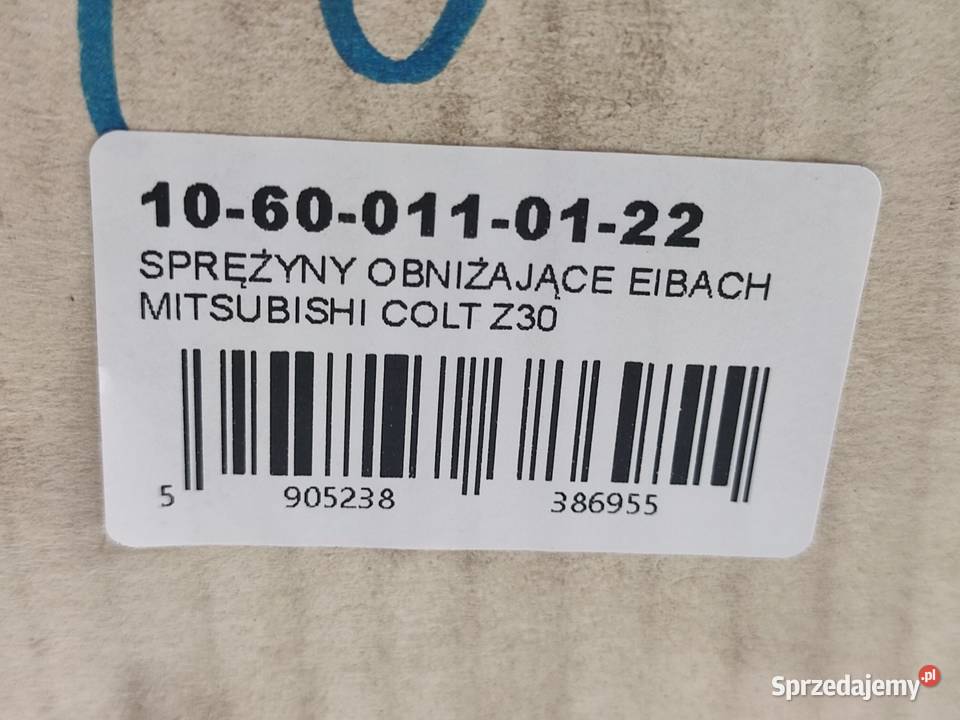 10-60-011-01-22
SPRĘŻYNY OBNIŻAJĄCE EIBACH
MITSUBISHI COLT Z30
5 905238 386955
Sprzedajemy.pl